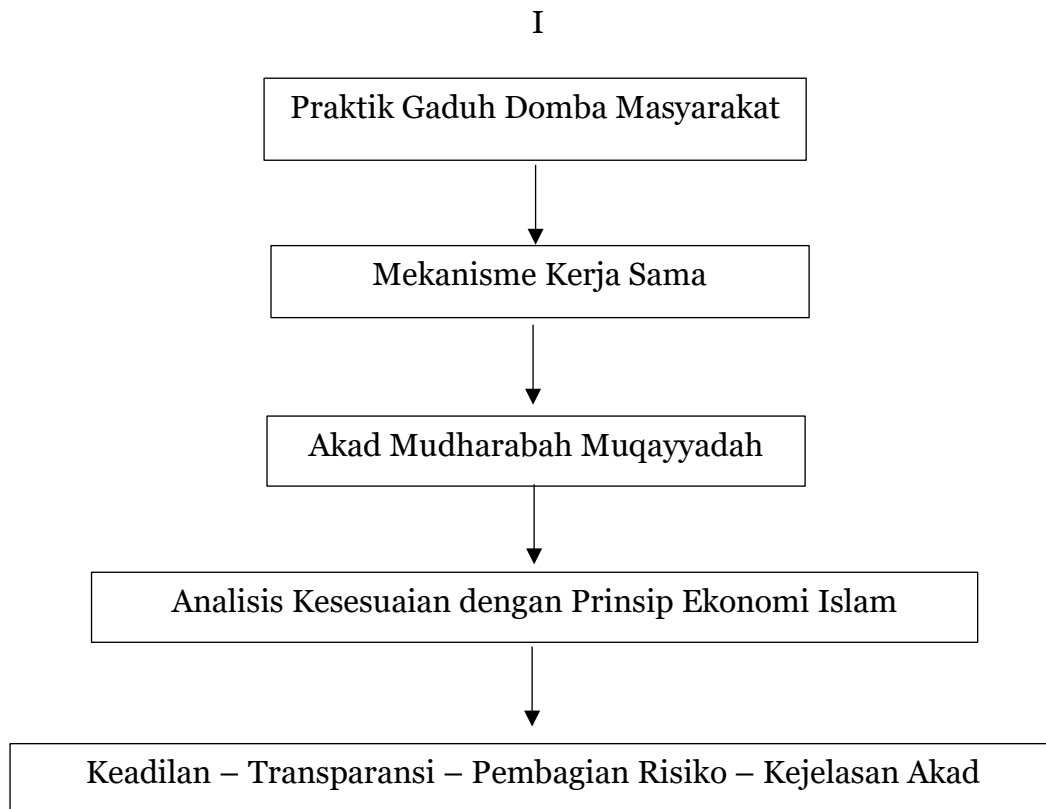 I
Praktik Gaduh Domba Masyarakat
Mekanisme Kerja Sama
Akad Mudharabah Muqayyadah
Analisis Kesesuaian dengan Prinsip Ekonomi Islam
Keadilan – Transparansi – Pembagian Risiko – Kejelasan Akad